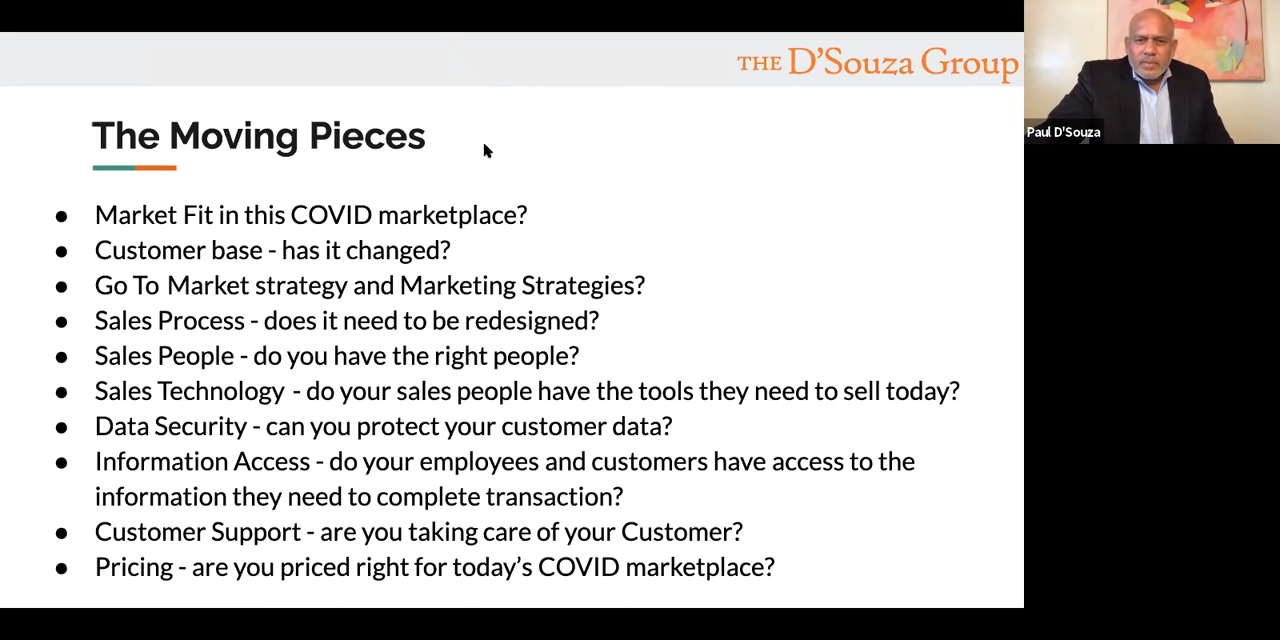 THE D'Souza Group
Paul D'Souza
The Moving Pieces
● Market Fit in this COVID marketplace?
● Customer base - has it changed?
● Go To Market strategy and Marketing Strategies?
● Sales Process - does it need to be redesigned?
● Sales People - do you have the right people?
● Sales Technology - do your sales people have the tools they need to sell today?
● Data Security - can you protect your customer data?
● Information Access - do your employees and customers have access to the
information they need to complete transaction?
● Customer Support - are you taking care of your Customer?
● Pricing - are you priced right for today’s COVID marketplace?